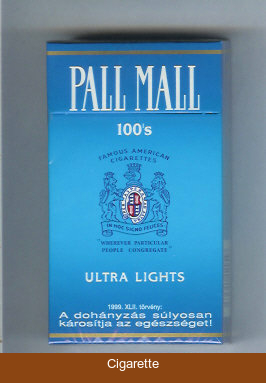 PALL MALL
100's
FAMOUS AMERICAN
CIGARETTES
IN HOC SIGNO VINCES
"WHEREVER PARTICULAR
PEOPLE CONGREGATE"
ULTRA LIGHTS
1999. XLII. törvény:
A dohányzás súlyosan
károsítja az egészséget!
Cigarette